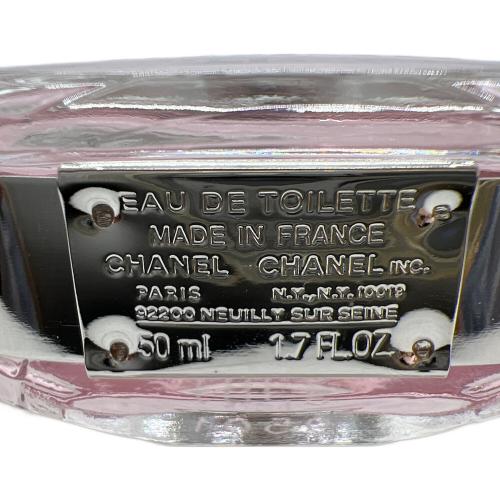 EAU DE TOILETTE
MADE IN FRANCE
CHANEL CHANEL INC.
PARIS N.Y., N.Y. 10019
92200 NEUILLY SUR SEINE
50 ml 1.7 FL.OZ.